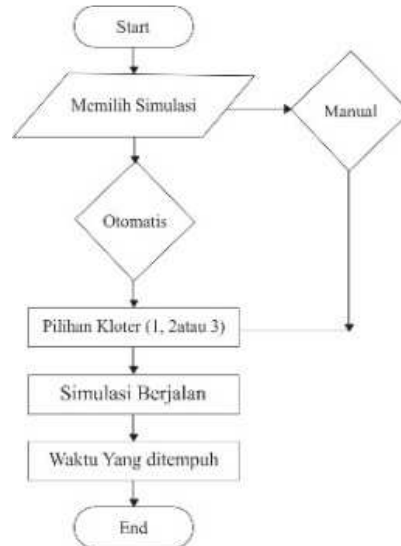 Start
Memilih Simulasi
Manual
Otomatis
Pilihan Kloter (1, 2atau 3)
Simulasi Berjalan
Waktu Yang ditempuh
End